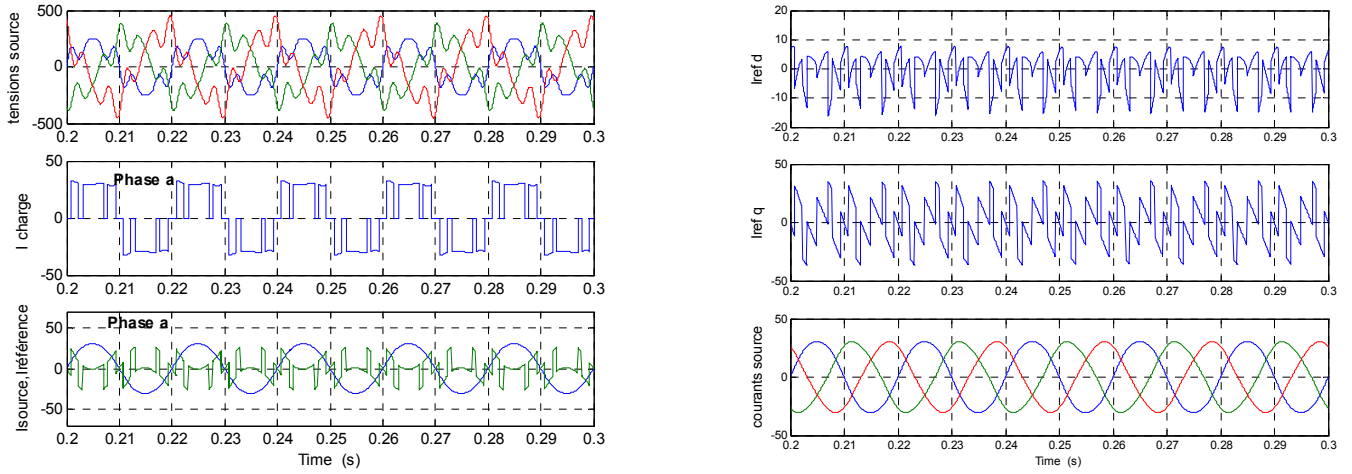 tensions source
500
0
-500
0.2 0.21 0.22 0.23 0.24 0.25 0.26 0.27 0.28 0.29 0.3
I charge
50
0
-50
Phase a
0.2 0.21 0.22 0.23 0.24 0.25 0.26 0.27 0.28 0.29 0.3
Isource,Iréférence
50
0
-50
Phase a
0.2 0.21 0.22 0.23 0.24 0.25 0.26 0.27 0.28 0.29 0.3
Time (s)
Iref d
20
10
0
-10
-20
0.2 0.21 0.22 0.23 0.24 0.25 0.26 0.27 0.28 0.29 0.3
Iref q
50
0
-50
0.2 0.21 0.22 0.23 0.24 0.25 0.26 0.27 0.28 0.29 0.3
courants source
50
0
-50
0.2 0.21 0.22 0.23 0.24 0.25 0.26 0.27 0.28 0.29 0.3
Time (s)